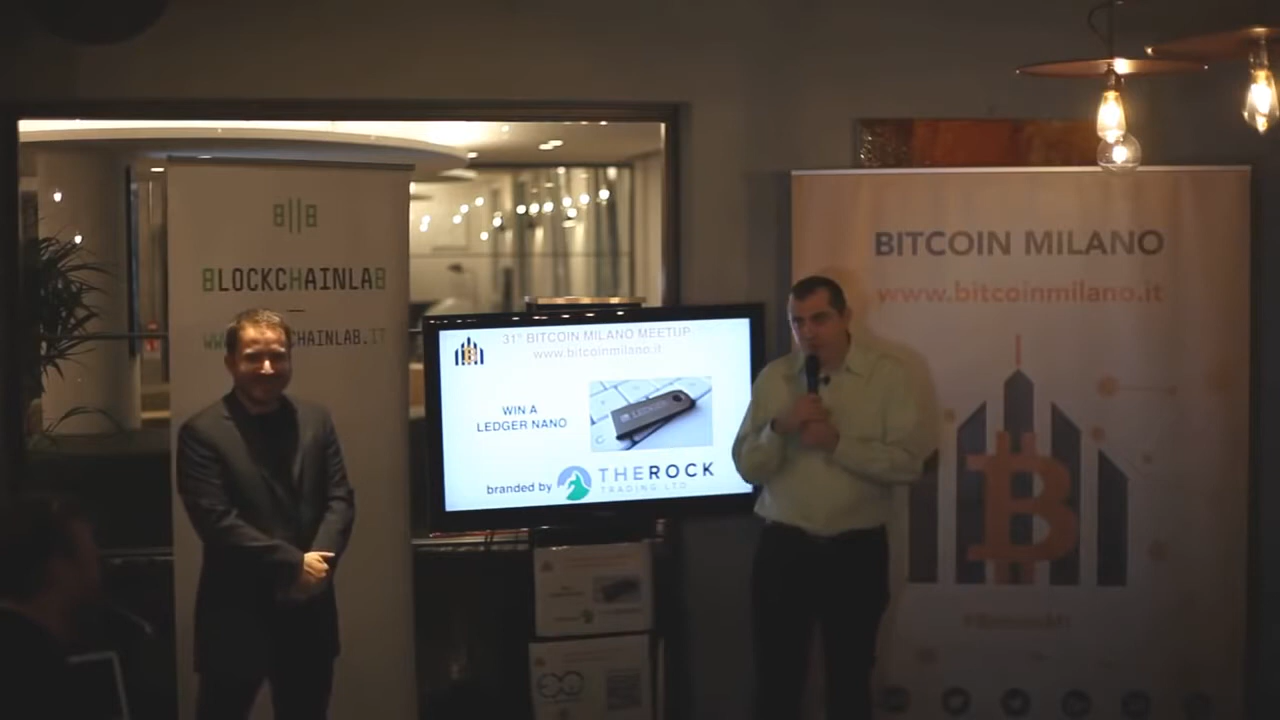 BLOCKCHAINLAB
CHAINLAB.IT
31° BITCOIN MILANO MEETUP
www.bitcoinmilano.it
WIN A
LEDGER NANO
LEDGER
branded by THEROCK
TRADING LTD
BITCOIN MILANO
www.bitcoinmilano.it